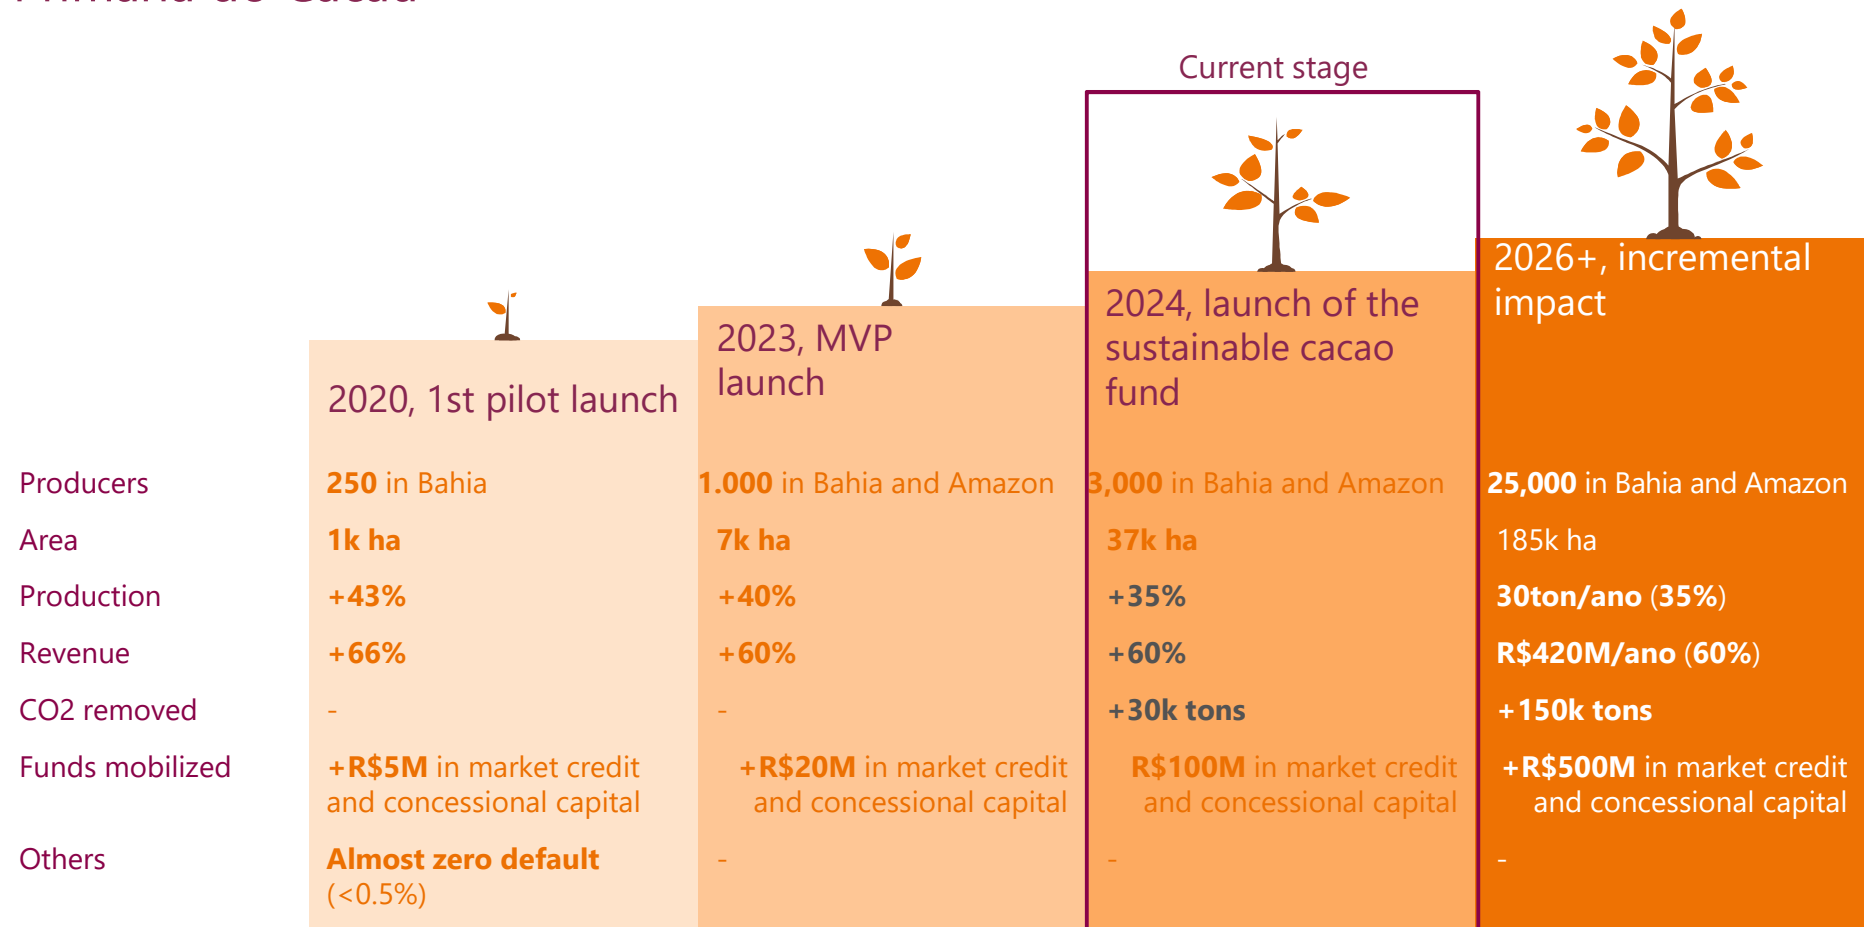 Current stage
2020, 1st pilot launch
2023, MVP
launch
2024, launch of the
sustainable cacao
fund
2026+, incremental
impact
Producers 250 in Bahia 1.000 in Bahia and Amazon 3,000 in Bahia and Amazon 25,000 in Bahia and Amazon
Area 1k ha 7k ha 37k ha 185k ha
Production +43% +40% +35% 30ton/ano (35%)
Revenue +66% +60% +60% R$420M/ano (60%)
CO2 removed - - +30k tons +150k tons
Funds mobilized +R$5M in market credit +R$20M in market credit R$100M in market credit +R$500M in market credit
and concessional capital and concessional capital and concessional capital and concessional capital
Others Almost zero default - - -
(<0.5%)